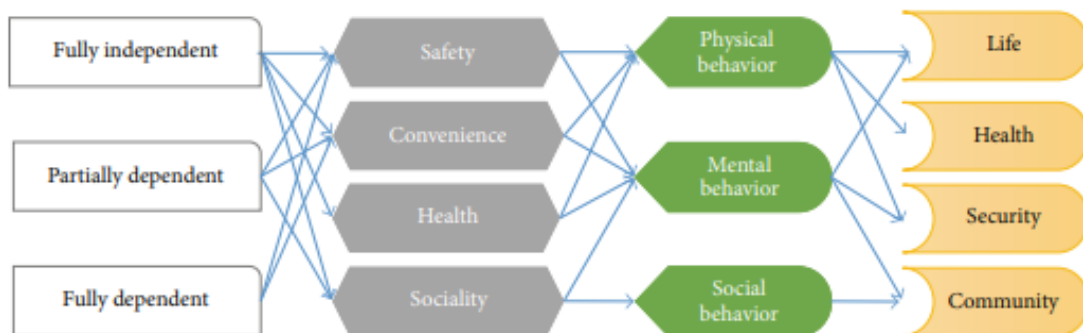 Fully independent
Partially dependent
Fully dependent
Safety
Convenience
Health
Sociality
Physical
behavior
Mental
behavior
Social
behavior
Life
Health
Security
Community